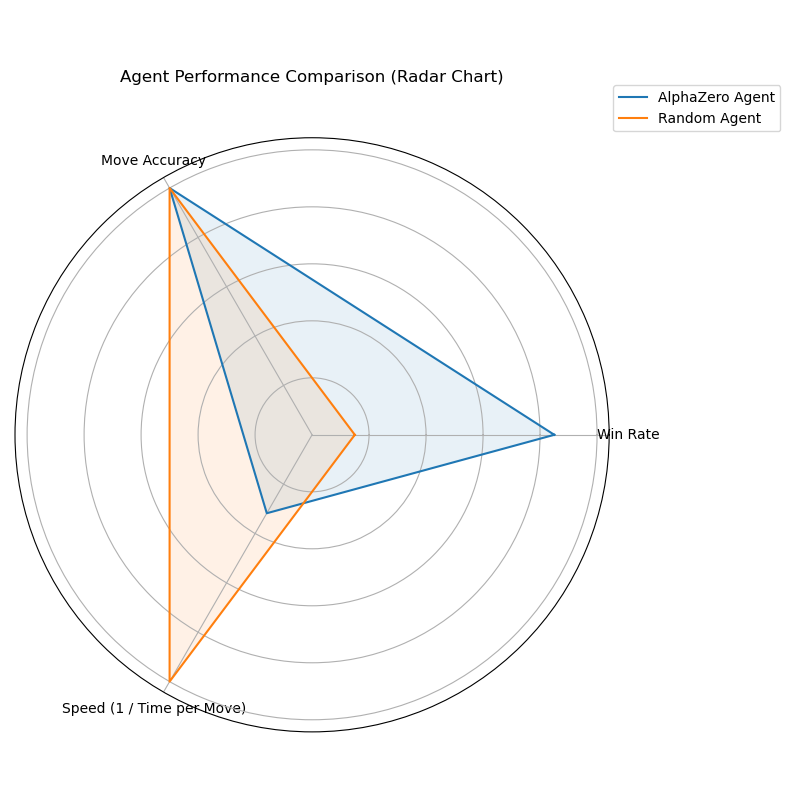 Agent Performance Comparison (Radar Chart)
AlphaZero Agent
Random Agent
Move Accuracy
Win Rate
Speed (1 / Time per Move)